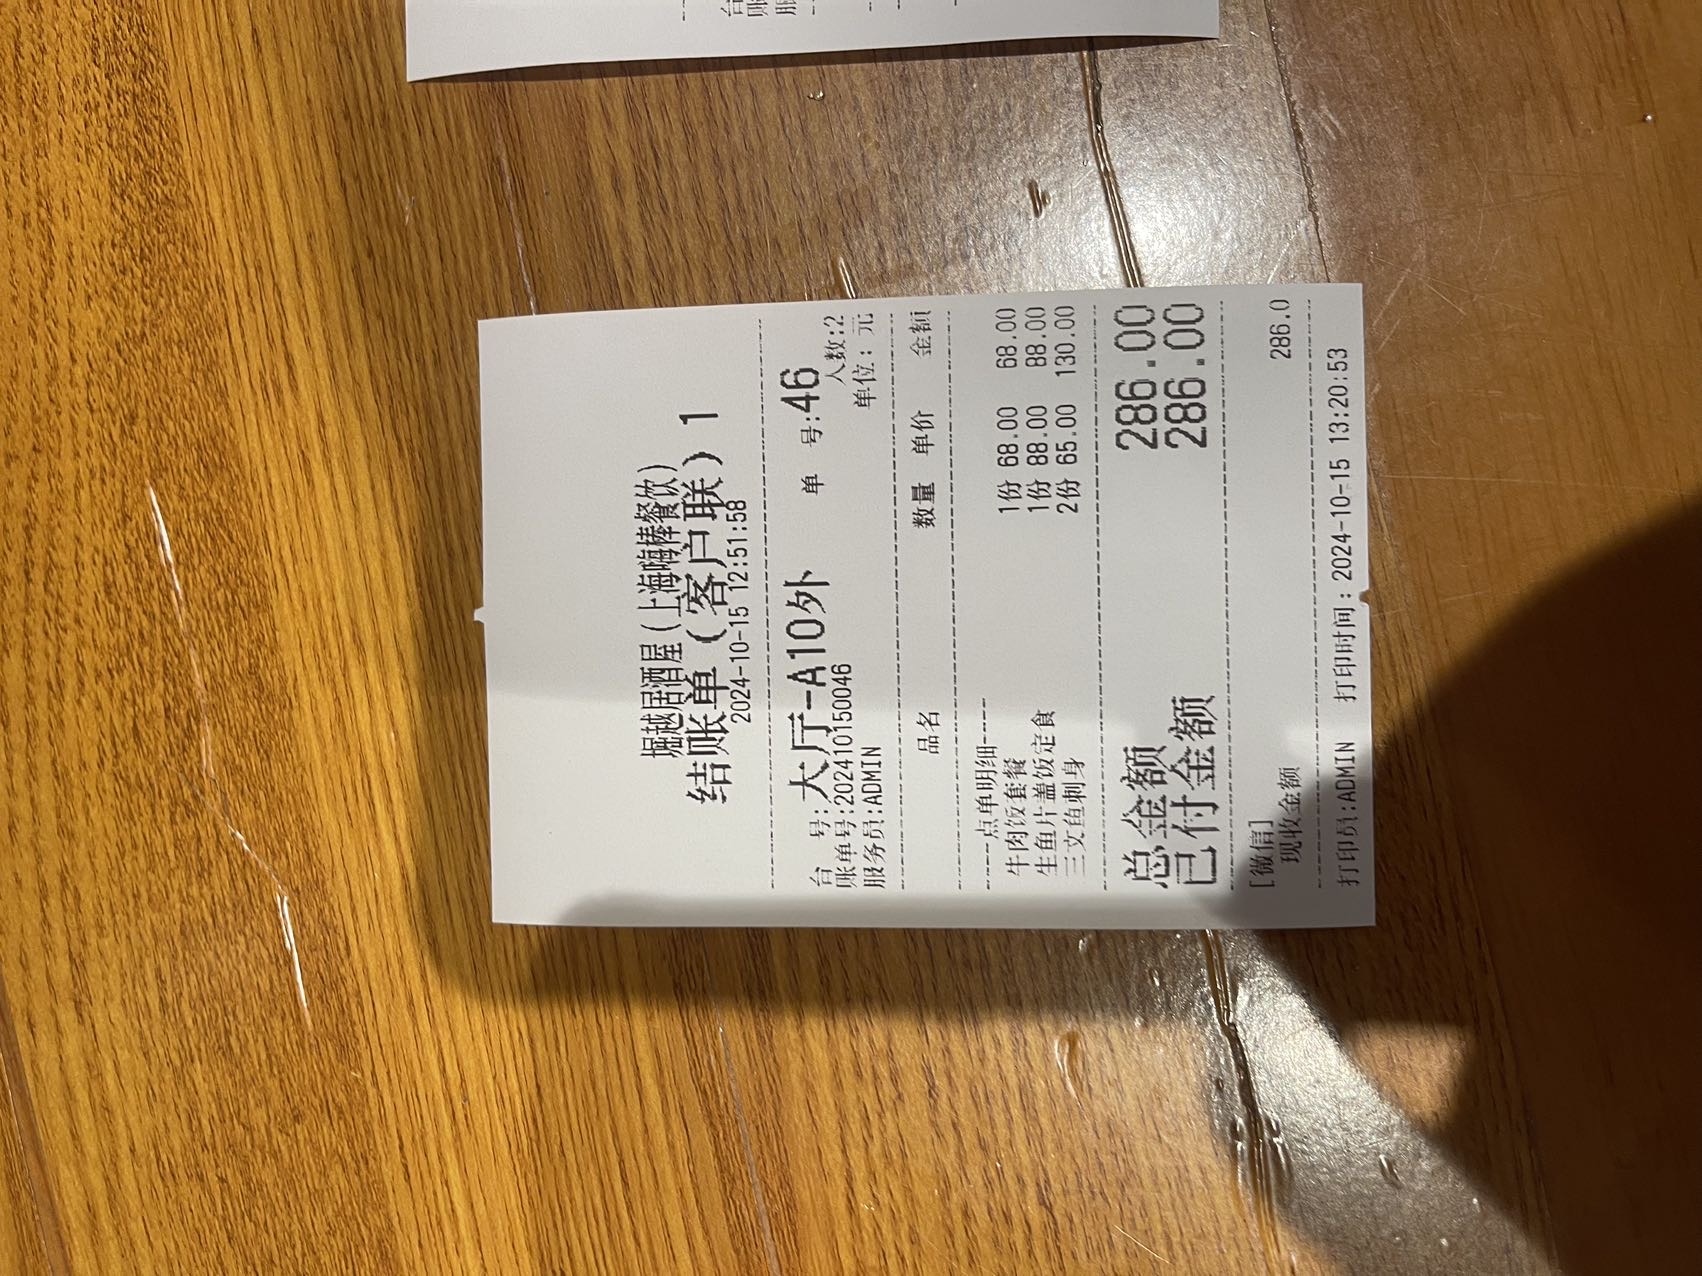 堀越居酒屋(上海嗨棒餐饮)
结账单(客户联)1
2024-10-15 12:51:58
台 号:大厅-A10外 单 号:46
账单号:202410150046 人数:2
服务员:ADMIN 单位:元
品名 数量 单价 金额
----点单明细----
牛肉饭套餐 1份 68.00 68.00
生鱼片盖饭定食 1份 88.00 88.00
三文鱼刺身 2份 65.00 130.00
总金额 286.00
已付金额 286.00
[微信]
现收金额 286.0
打印员:ADMIN 打印时间:2024-10-15 13:20:53